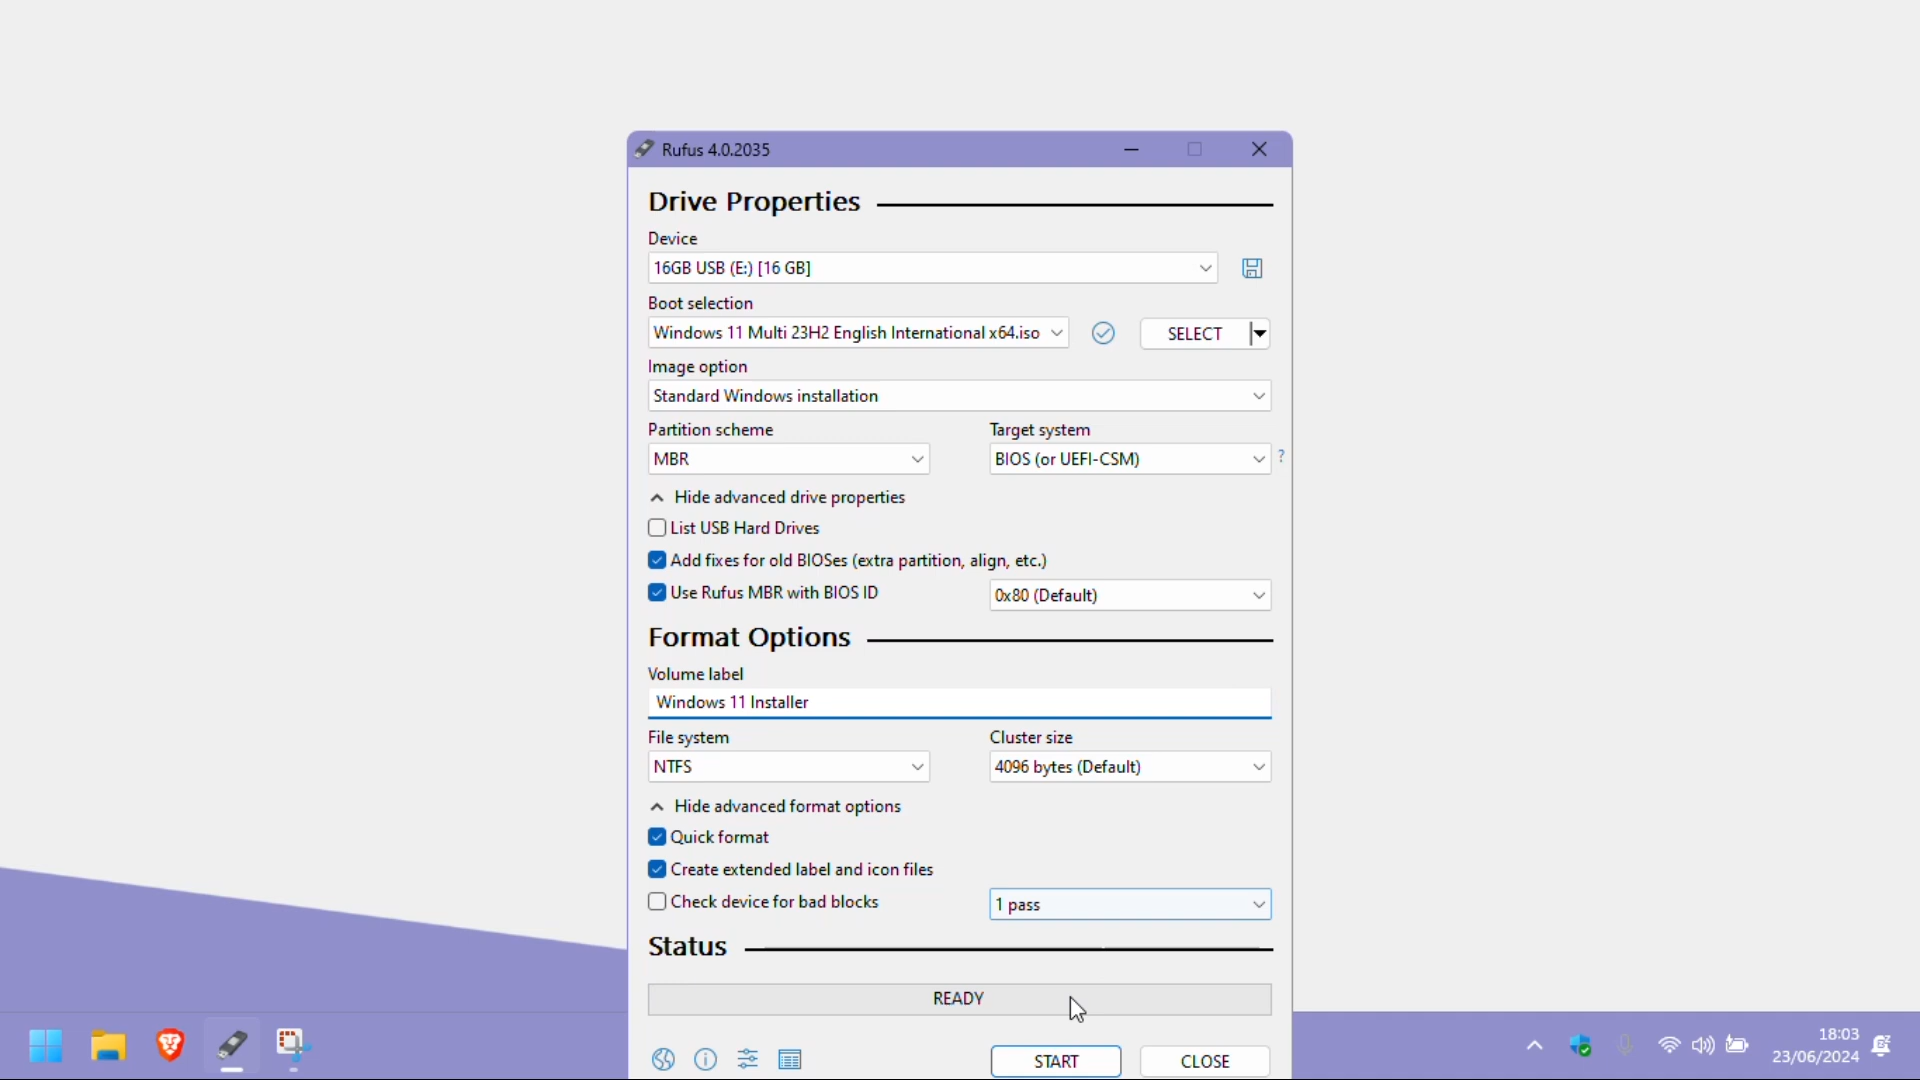 Rufus 4.0.2035
Drive Properties
Device
16GB USB (E:) [16 GB]
Boot selection
Windows 11 Multi 23H2 English International x64.iso
SELECT
Image option
Standard Windows installation
Partition scheme
Target system
MBR
BIOS (or UEFI-CSM)
?
Hide advanced drive properties
List USB Hard Drives
Add fixes for old BIOSes (extra partition, align, etc.)
Use Rufus MBR with BIOS ID
0x80 (Default)
Format Options
Volume label
Windows 11 Installer
File system
Cluster size
NTFS
4096 bytes (Default)
Hide advanced format options
Quick format
Create extended label and icon files
Check device for bad blocks
1 pass
Status
READY
START
CLOSE
18:03
23/06/2024